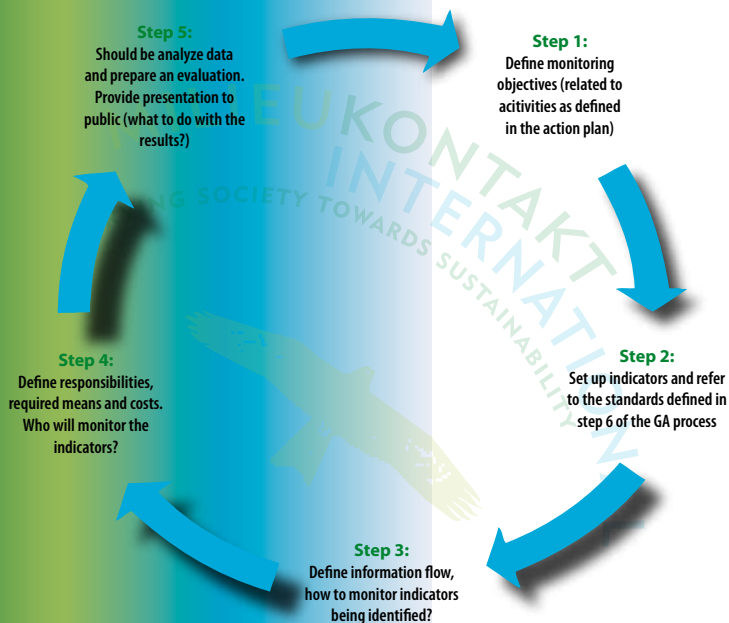 Step 1:
Define monitoring
objectives (related to
acitivities as defined
in the action plan)
Step 2:
Set up indicators and refer
to the standards defined in
step 6 of the GA process
Step 3:
Define information flow,
how to monitor indicators
being identified?
Step 4:
Define responsibilities,
required means and costs.
Who will monitor the
indicators?
Step 5:
Should be analyze data
and prepare an evaluation.
Provide presentation to
public (what to do with the
results?)
MILIEUKONTAKT
INTERNATIONAL
SOCIETY TOWARDS SUSTAINABILITY